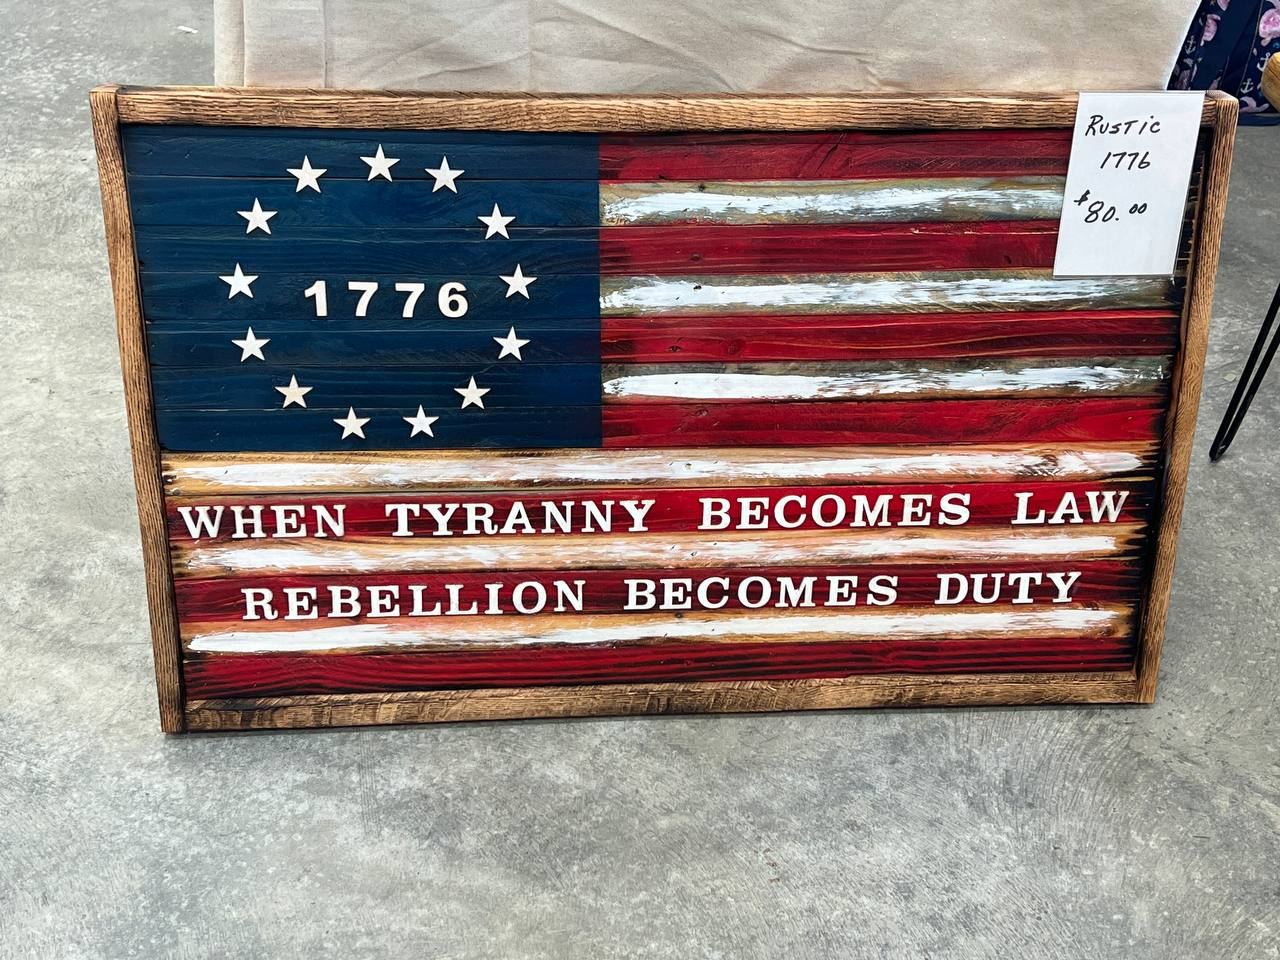 RUSTIC
1776
$80.00
1776
WHEN TYRANNY BECOMES LAW
REBELLION BECOMES DUTY